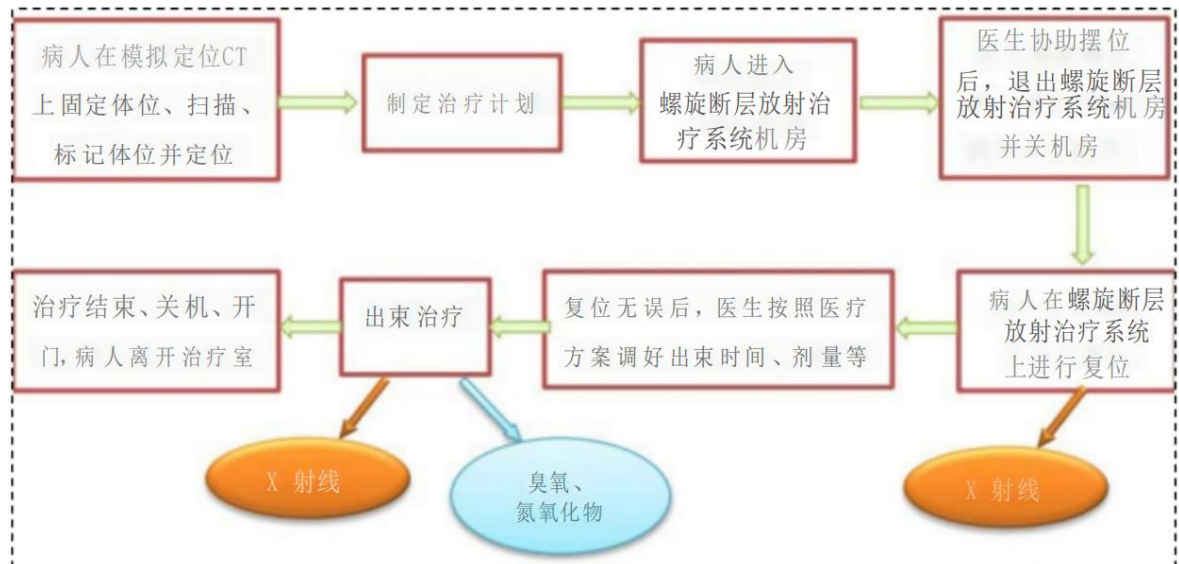 病人在模拟定位CT
上固定体位、扫描、
标记体位并定位
制定治疗计划
病人进入
螺旋断层放射治
疗系统机房
医生协助摆位
后，退出螺旋断层
放射治疗系统机房
并关机房
病人在螺旋断层
放射治疗系统
上进行复位
复位无误后，医生按照医疗
方案调好出束时间、剂量等
出束治疗
治疗结束、关机、开
门，病人离开治疗室
X 射线
臭氧、
氮氧化物
X 射线